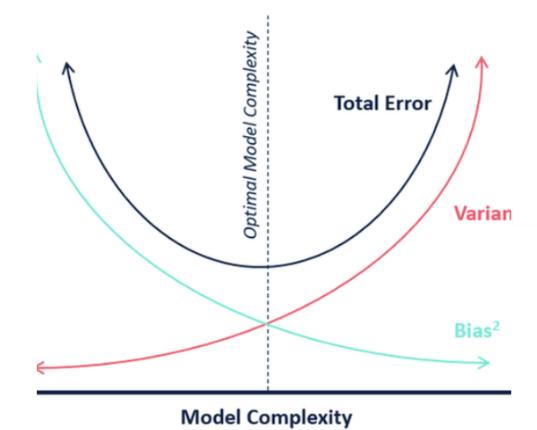 Optimal Model Complexity
Total Error
Varian
Bias²
Model Complexity